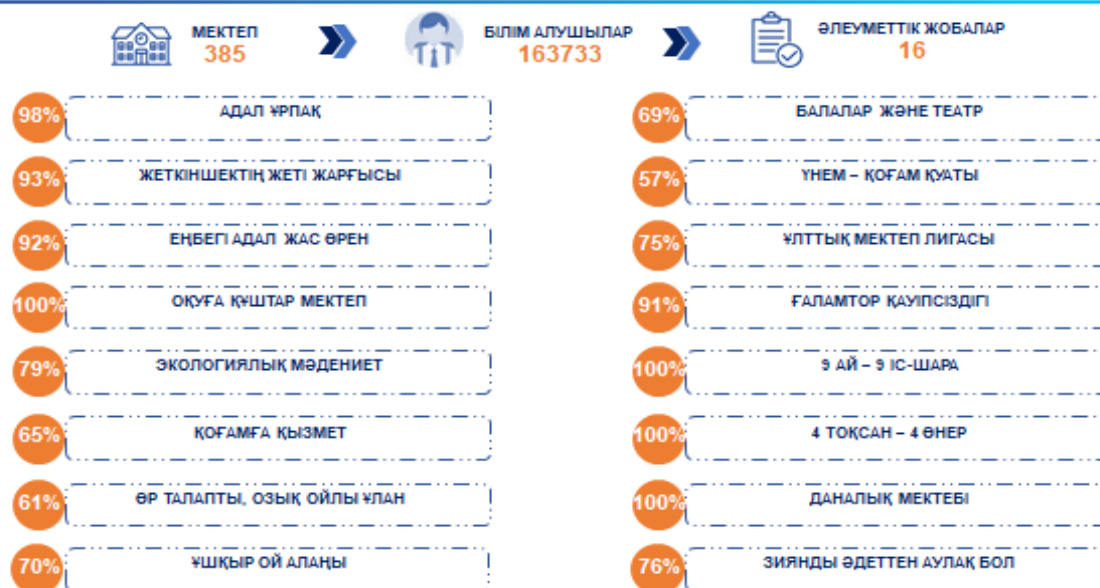 МЕКТЕП
385
БІЛІМ АЛУШЫЛАР
163733
ӘЛЕУМЕТТІК ЖОБАЛАР
16
98% АДАЛ ҰРПАҚ
93% ЖЕТКІНШЕКТІҢ ЖЕТІ ЖАРҒЫСЫ
92% ЕҢБЕГІ АДАЛ ЖАС ӨРЕН
100% ОҚУҒА ҚҰШТАР МЕКТЕП
79% ЭКОЛОГИЯЛЫҚ МӘДЕНИЕТ
65% ҚОҒАМҒА ҚЫЗМЕТ
61% ӨР ТАЛАПТЫ, ОЗЫҚ ОЙЛЫ ҰЛАН
70% ҰШҚЫР ОЙ АЛАҢЫ
69% БАЛАЛАР ЖӘНЕ ТЕАТР
57% ҮНЕМ – ҚОҒАМ ҚУАТЫ
75% ҰЛТТЫҚ МЕКТЕП ЛИГАСЫ
91% ҒАЛАМТОР ҚАУІПСІЗДІГІ
100% 9 АЙ – 9 ІС-ШАРА
100% 4 ТОҚСАН – 4 ӨНЕР
100% ДАНАЛЫҚ МЕКТЕБІ
76% ЗИЯНДЫ ӘДЕТТЕН АУЛАҚ БОЛ